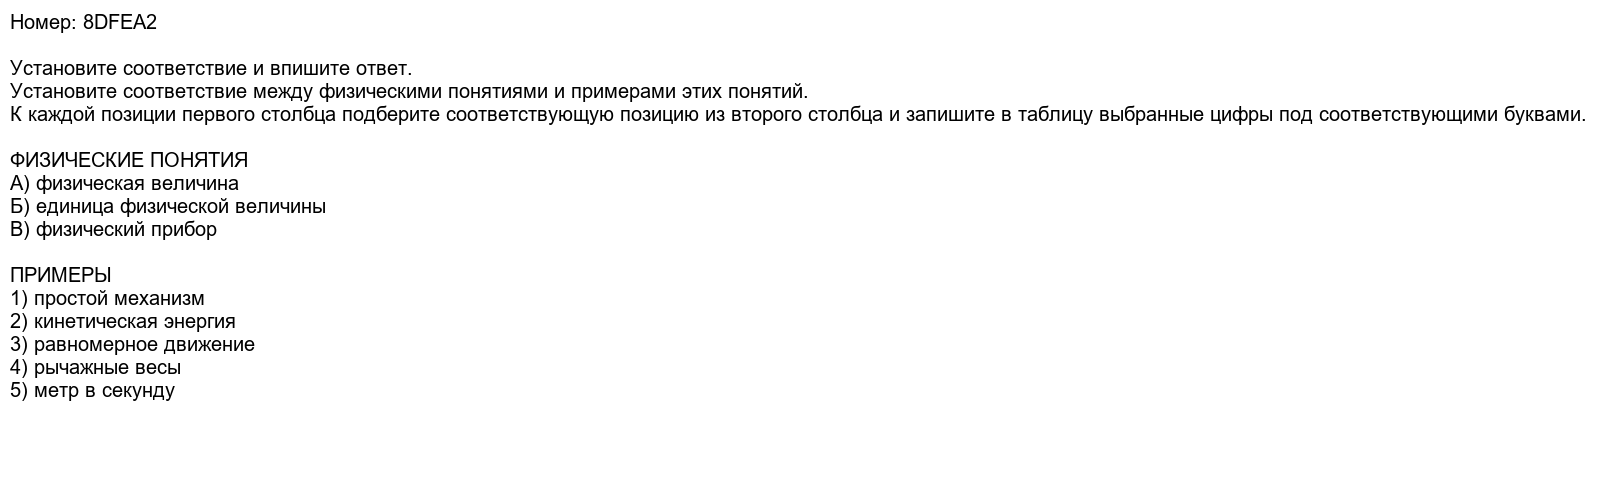 Номер: 8DFEA2
Установите соответствие и впишите ответ.
Установите соответствие между физическими понятиями и примерами этих понятий.
К каждой позиции первого столбца подберите соответствующую позицию из второго столбца и запишите в таблицу выбранные цифры под соответствующими буквами.
ФИЗИЧЕСКИЕ ПОНЯТИЯ
А) физическая величина
Б) единица физической величины
В) физический прибор
ПРИМЕРЫ
1) простой механизм
2) кинетическая энергия
3) равномерное движение
4) рычажные весы
5) метр в секунду